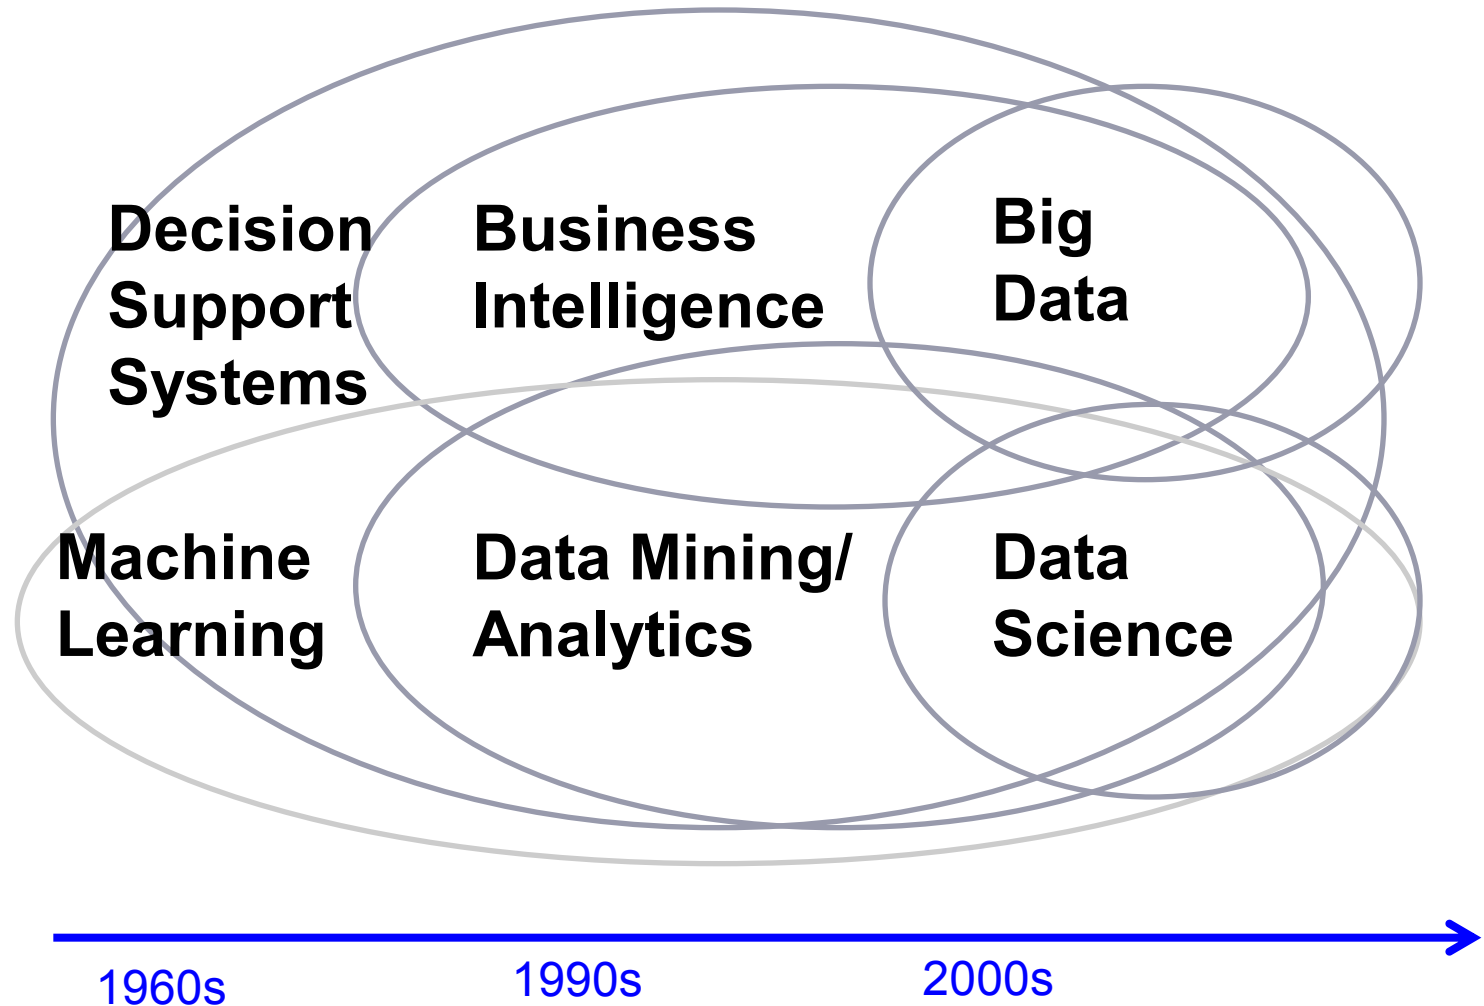 Decision
Support
Systems
Business
Intelligence
Big
Data
Machine
Learning
Data Mining/
Analytics
Data
Science
1960s
1990s
2000s